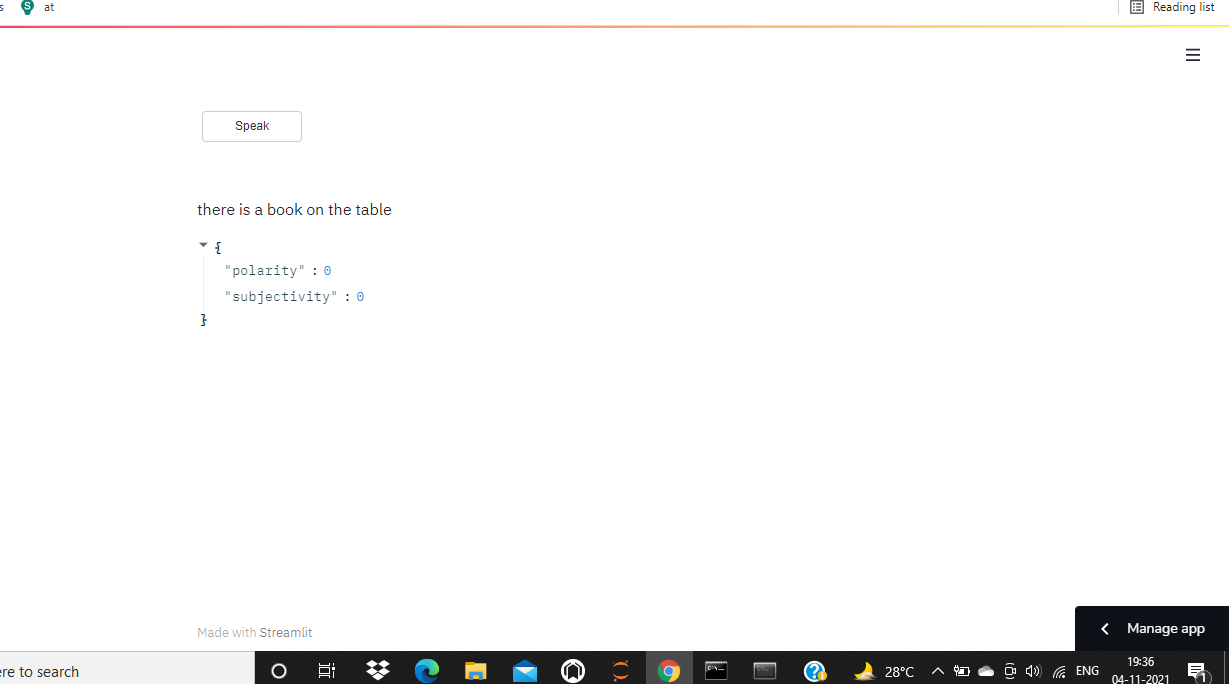 s S at Reading list
Speak
there is a book on the table
{
"polarity" : 0
"subjectivity" : 0
}
Made with Streamlit
Manage app
ere to search
28°C ENG
19:36
04-11-2021
1